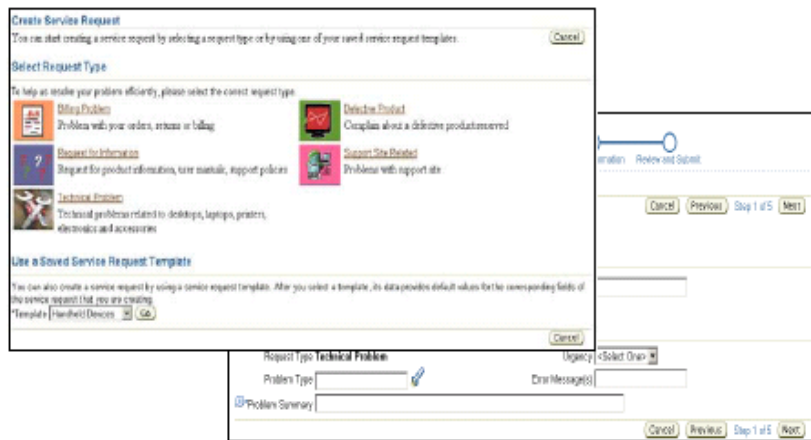 Create Service Request
You can start creating a service request by selecting a request type or by using one of your saved service request templates.
Cancel
Select Request Type
To help us resolve your problem efficiently, please select the correct request type
Billing Problem
Problem with your orders, returns or billing
Defective Product
Complain about a defective product received
Request for Information
Request for product information, user manuals, support policies
Support Site Related
Problems with support site
Technical Problem
Technical problems related to desktops, laptops, printers,
electronics and accessories
Use a Saved Service Request Template
You can also create a service request by using a service request template. After you select a template, its data provides default values for the corresponding fields of
the service request that you are creating.
*Template Handheld Devices Go
Cancel
Review and Submit
Cancel Previous Step 1 of 5 Next
Request Type Technical Problem Urgency <Select One>
Problem Type Error Message(s)
*Problem Summary
Cancel Previous Step 1 of 5 Next